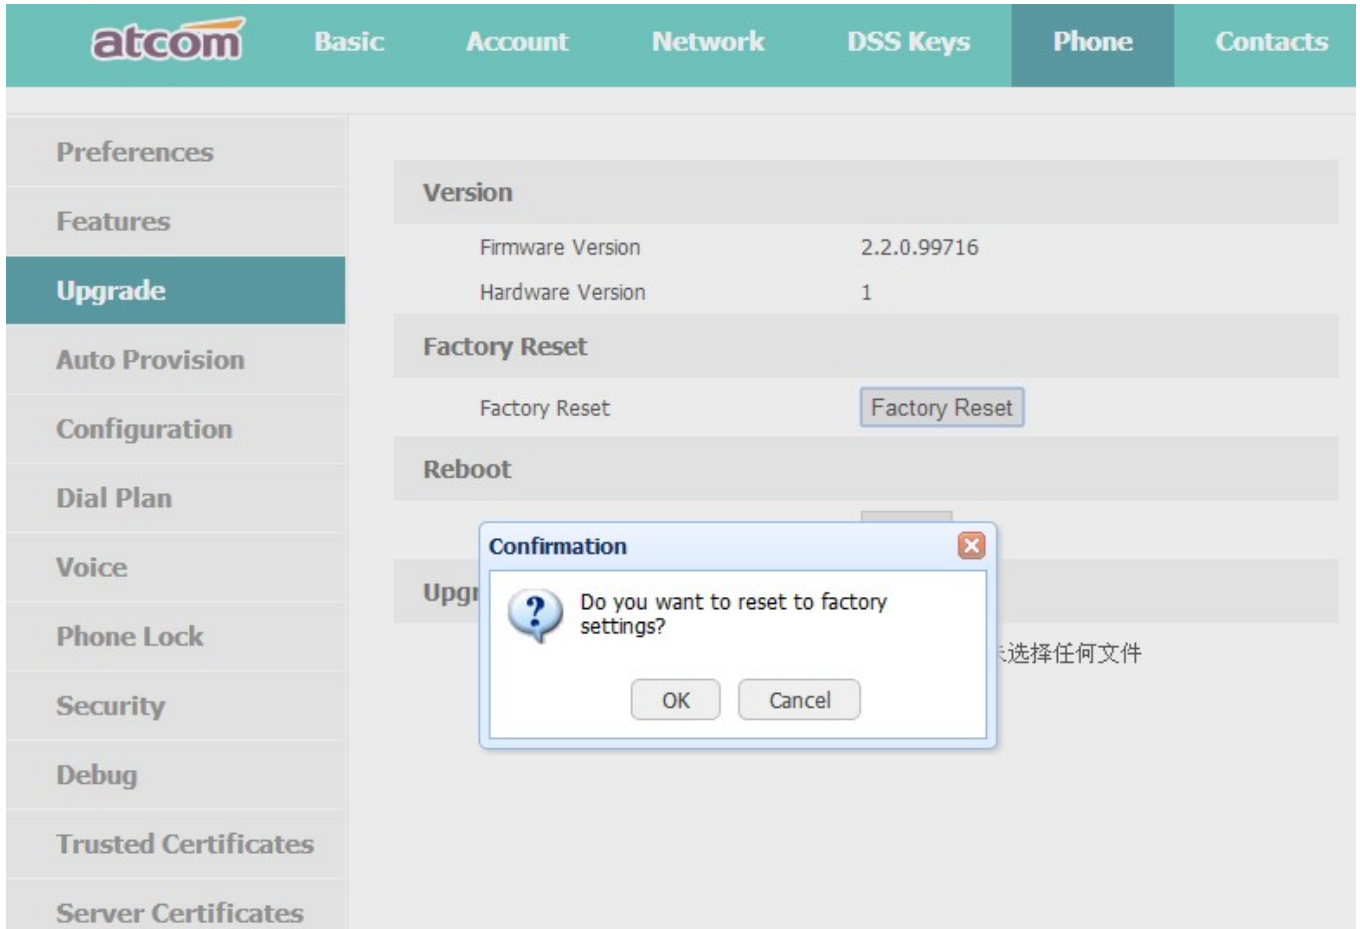 atcom Basic Account Network DSS Keys Phone Contacts
Preferences
Features
Upgrade
Auto Provision
Configuration
Dial Plan
Voice
Phone Lock
Security
Debug
Trusted Certificates
Server Certificates
Version
Firmware Version 2.2.0.99716
Hardware Version 1
Factory Reset
Factory Reset Factory Reset
Reboot
Confirmation
Do you want to reset to factory
settings?
OK Cancel
Upgr
选择任何文件